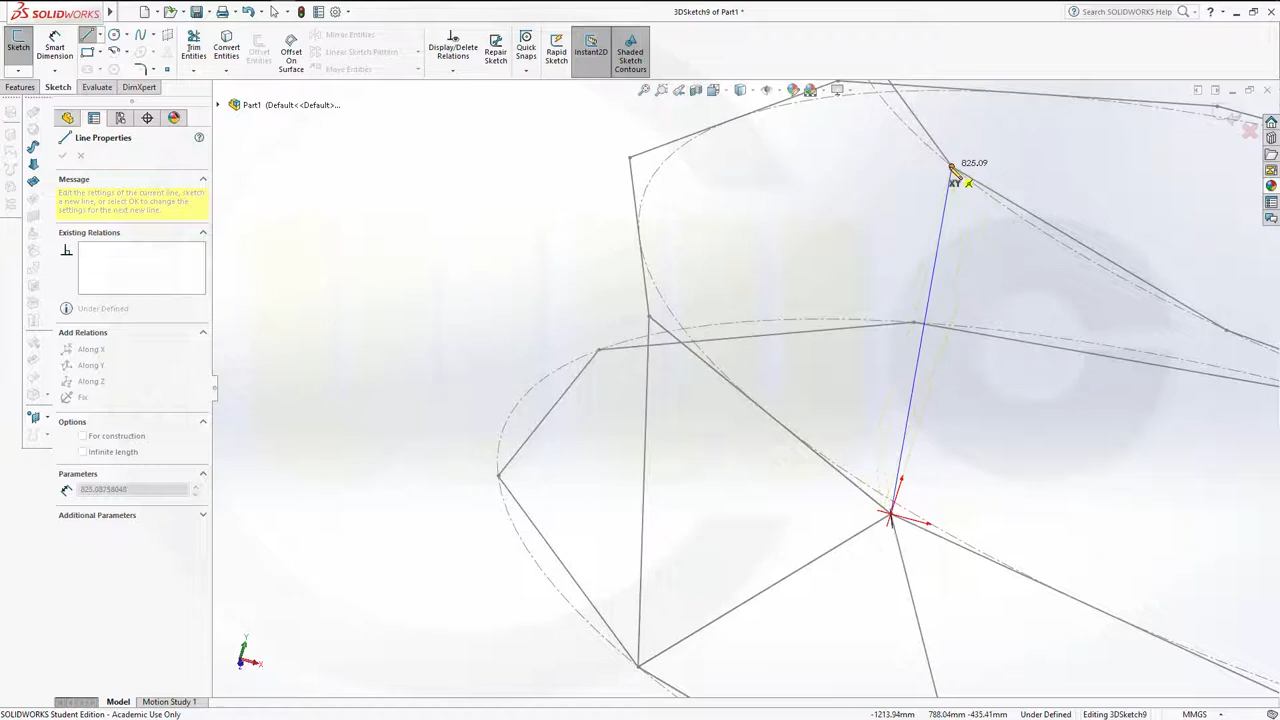 SOLIDWORKS
3DSketch9 of Part1 *
Search SOLIDWORKS Help
Sketch
Smart Dimension
Trim Entities
Convert Entities
Offset Entities
Offset On Surface
Mirror Entities
Linear Sketch Pattern
Move Entities
Display/Delete Relations
Repair Sketch
Quick Snaps
Rapid Sketch
Instant2D
Shaded Sketch Contours
Features
Sketch
Evaluate
DimXpert
Part1 (Default<<Default>...
Line Properties
Message
Edit the settings of the current line, sketch
a new line, or select OK to change the
settings for the next new line.
Existing Relations
Under Defined
Add Relations
Along X
Along Y
Along Z
Fix
Options
For construction
Infinite length
Parameters
825.08758048
Additional Parameters
825.09
XY
Y
X
Z
Model
Motion Study 1
SOLIDWORKS Student Edition - Academic Use Only
-1213.94mm
788.04mm -435.41mm
Under Defined
Editing 3DSketch9
MMGS